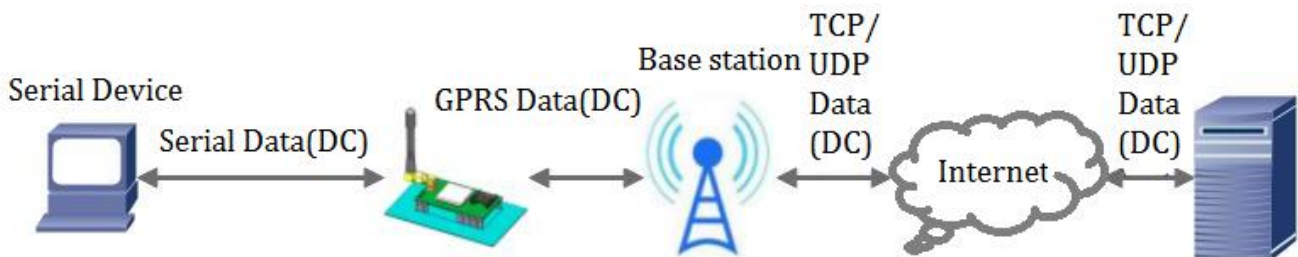 Serial Device
Serial Data(DC)
GPRS Data(DC)
Base station
TCP/
UDP
Data
(DC)
Internet
TCP/
UDP
Data
(DC)